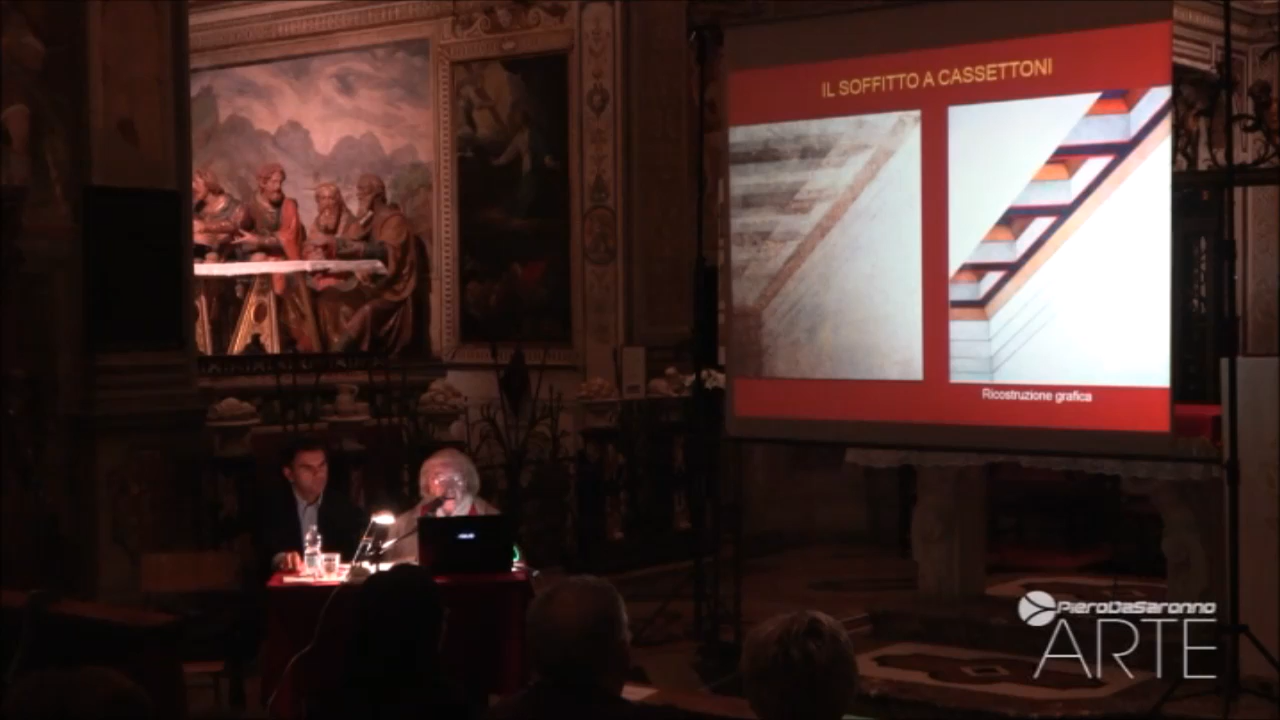 IL SOFFITTO A CASSETTONI
Ricostruzione grafica
PIERODASARONNO
ARTE